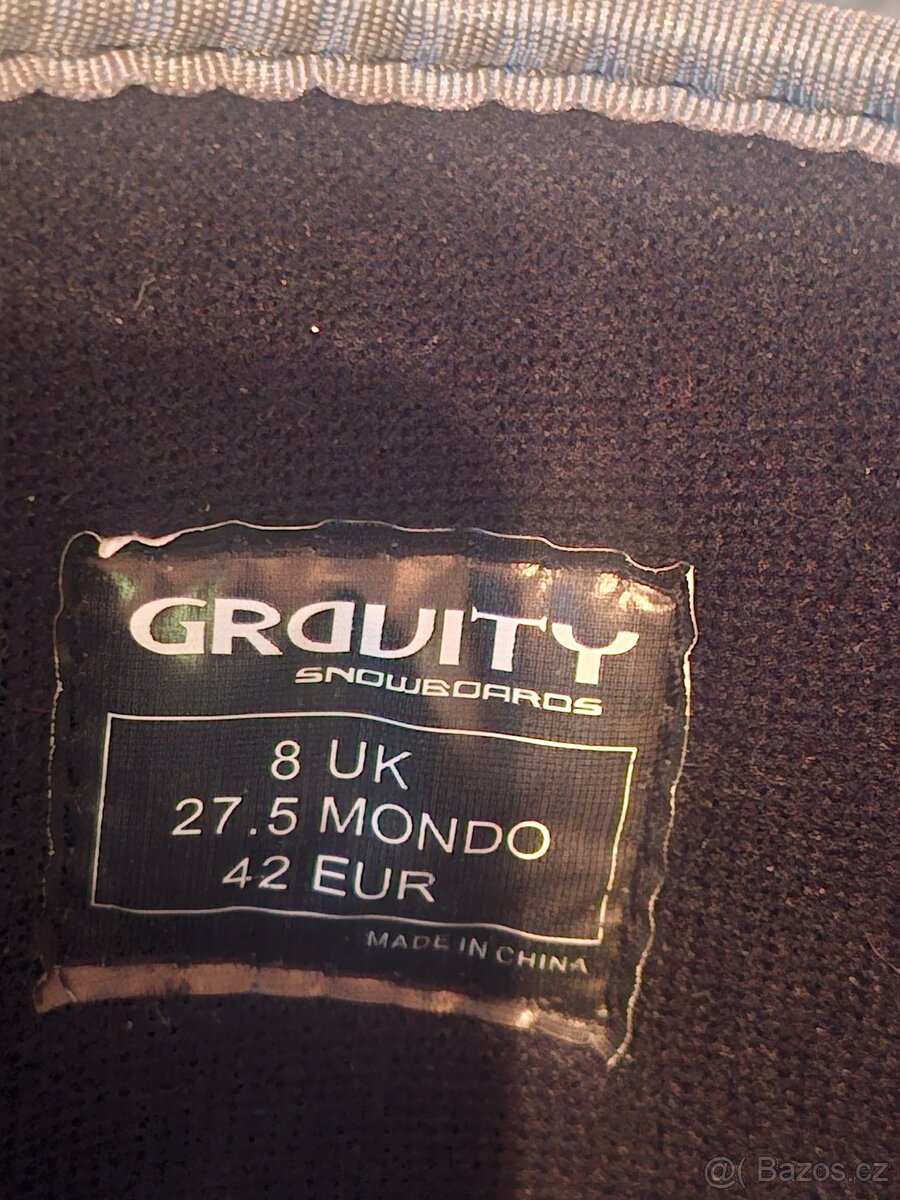 GRAVITY
SNOWBOARDS
8 UK
27.5 MONDO
42 EUR
MADE IN CHINA
@( Bazos.cz